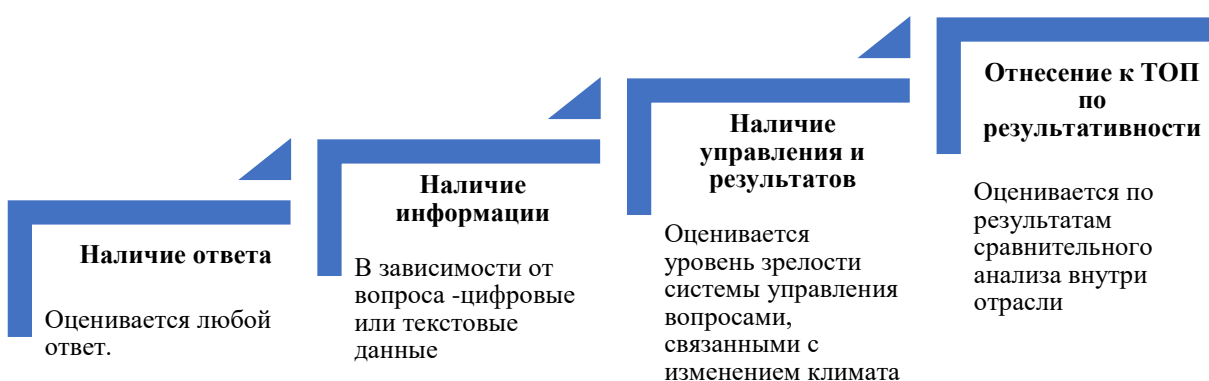 Наличие ответа
Оценивается любой
ответ.
Наличие
информации
В зависимости от
вопроса -цифровые
или текстовые
данные
Наличие
управления и
результатов
Оценивается
уровень зрелости
системы управления
вопросами,
связанными с
изменением климата
Отнесение к ТОП
по
результативности
Оценивается по
результатам
сравнительного
анализа внутри
отрасли